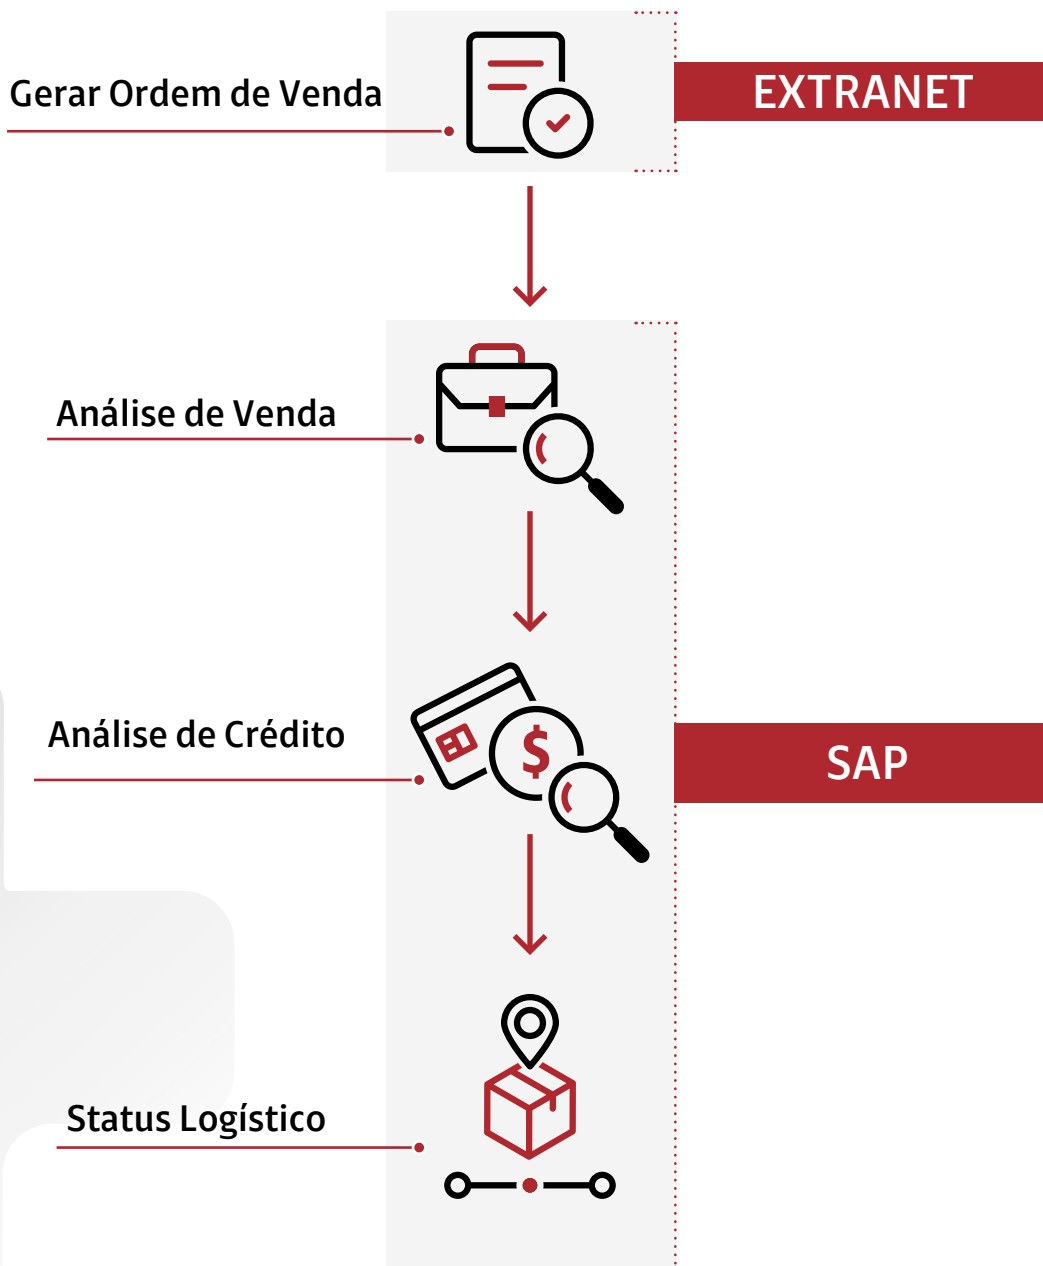 Gerar Ordem de Venda
EXTRANET
Análise de Venda
Análise de Crédito
$
SAP
Status Logístico